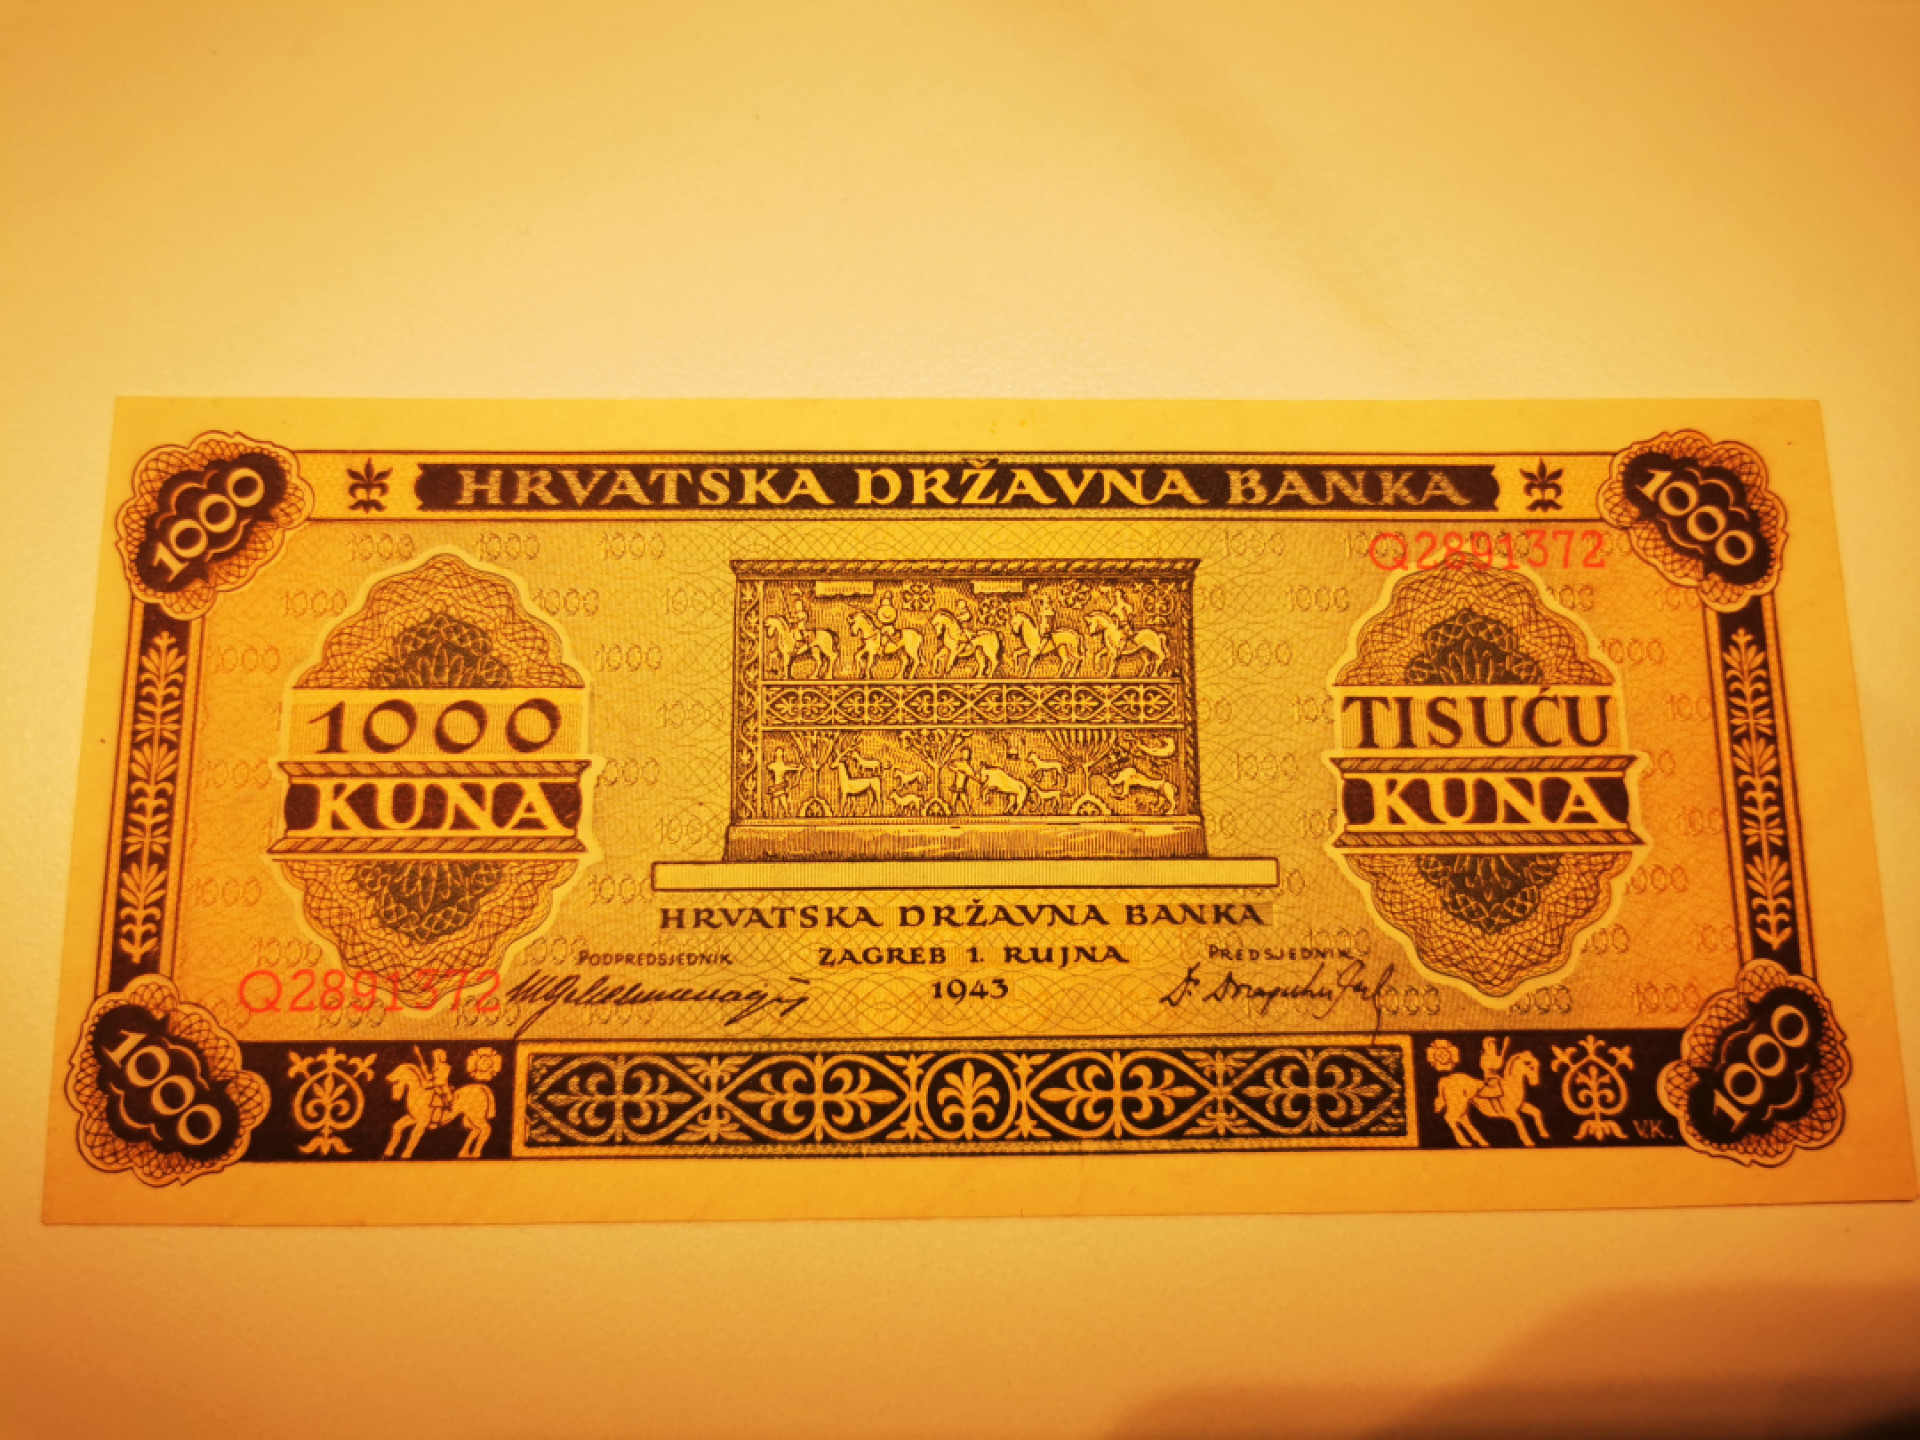 1000
HRVATSKA DRŽAVNA BANKA
1000
Q2891372
1000
KUNA
TISUĆU
KUNA
HRVATSKA DRŽAVNA BANKA
PODPREDSJEDNIK
ZAGREB 1. RUJNA
PREDSJEDNIK
Q2891372
1943
1000
V.K.
1000